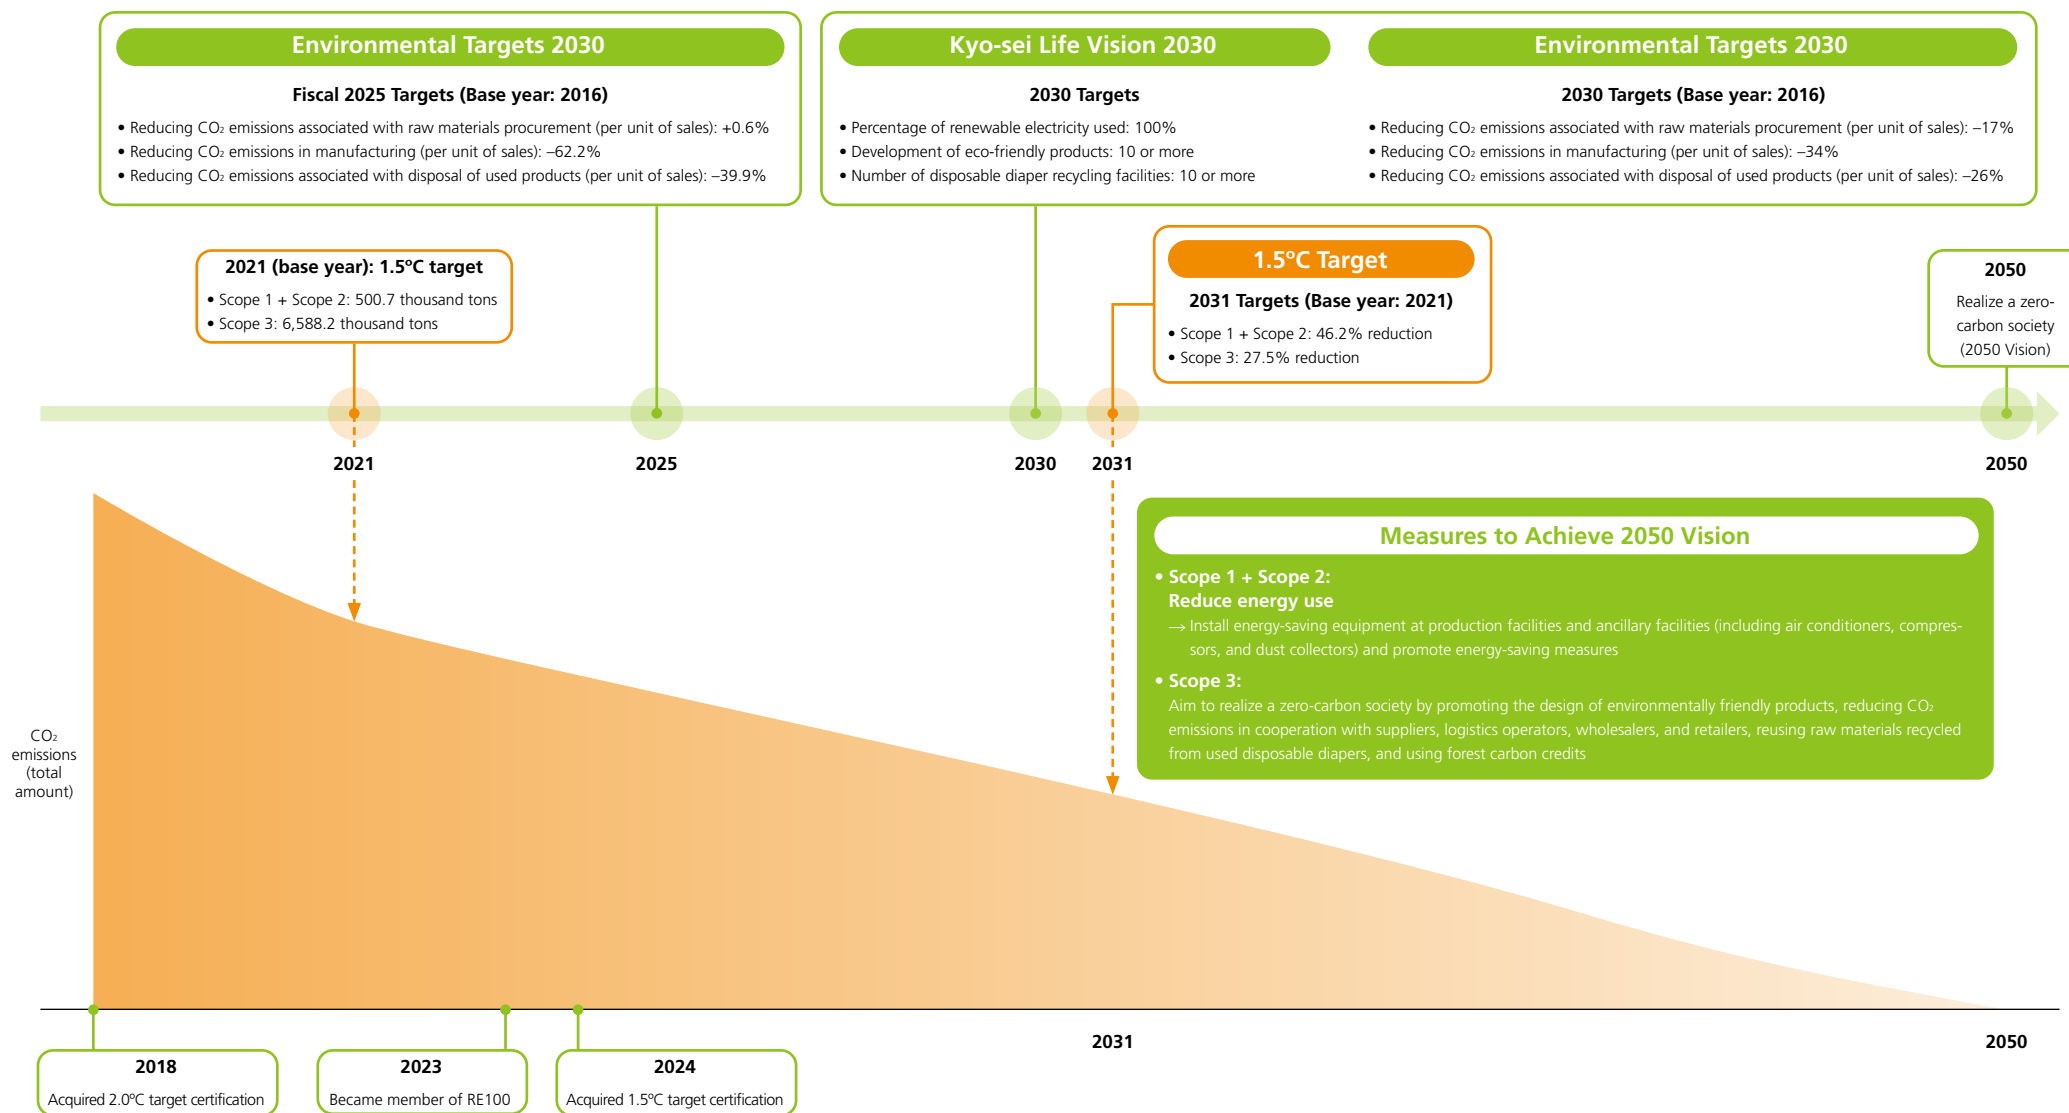 Environmental Targets 2030
Fiscal 2025 Targets (Base year: 2016)
• Reducing CO₂ emissions associated with raw materials procurement (per unit of sales): +0.6%
• Reducing CO₂ emissions in manufacturing (per unit of sales): –62.2%
• Reducing CO₂ emissions associated with disposal of used products (per unit of sales): –39.9%
Kyo-sei Life Vision 2030
2030 Targets
• Percentage of renewable electricity used: 100%
• Development of eco-friendly products: 10 or more
• Number of disposable diaper recycling facilities: 10 or more
Environmental Targets 2030
2030 Targets (Base year: 2016)
• Reducing CO₂ emissions associated with raw materials procurement (per unit of sales): –17%
• Reducing CO₂ emissions in manufacturing (per unit of sales): –34%
• Reducing CO₂ emissions associated with disposal of used products (per unit of sales): –26%
2021 (base year): 1.5ºC target
• Scope 1 + Scope 2: 500.7 thousand tons
• Scope 3: 6,588.2 thousand tons
1.5ºC Target
2031 Targets (Base year: 2021)
• Scope 1 + Scope 2: 46.2% reduction
• Scope 3: 27.5% reduction
2050
Realize a zero-
carbon society
(2050 Vision)
2021
2025
2030
2031
2050
Measures to Achieve 2050 Vision
• Scope 1 + Scope 2:
Reduce energy use
→ Install energy-saving equipment at production facilities and ancillary facilities (including air conditioners, compres-
sors, and dust collectors) and promote energy-saving measures
• Scope 3:
Aim to realize a zero-carbon society by promoting the design of environmentally friendly products, reducing CO₂
emissions in cooperation with suppliers, logistics operators, wholesalers, and retailers, reusing raw materials recycled
from used disposable diapers, and using forest carbon credits
CO₂
emissions
(total
amount)
2031
2050
2018
Acquired 2.0ºC target certification
2023
Became member of RE100
2024
Acquired 1.5ºC target certification